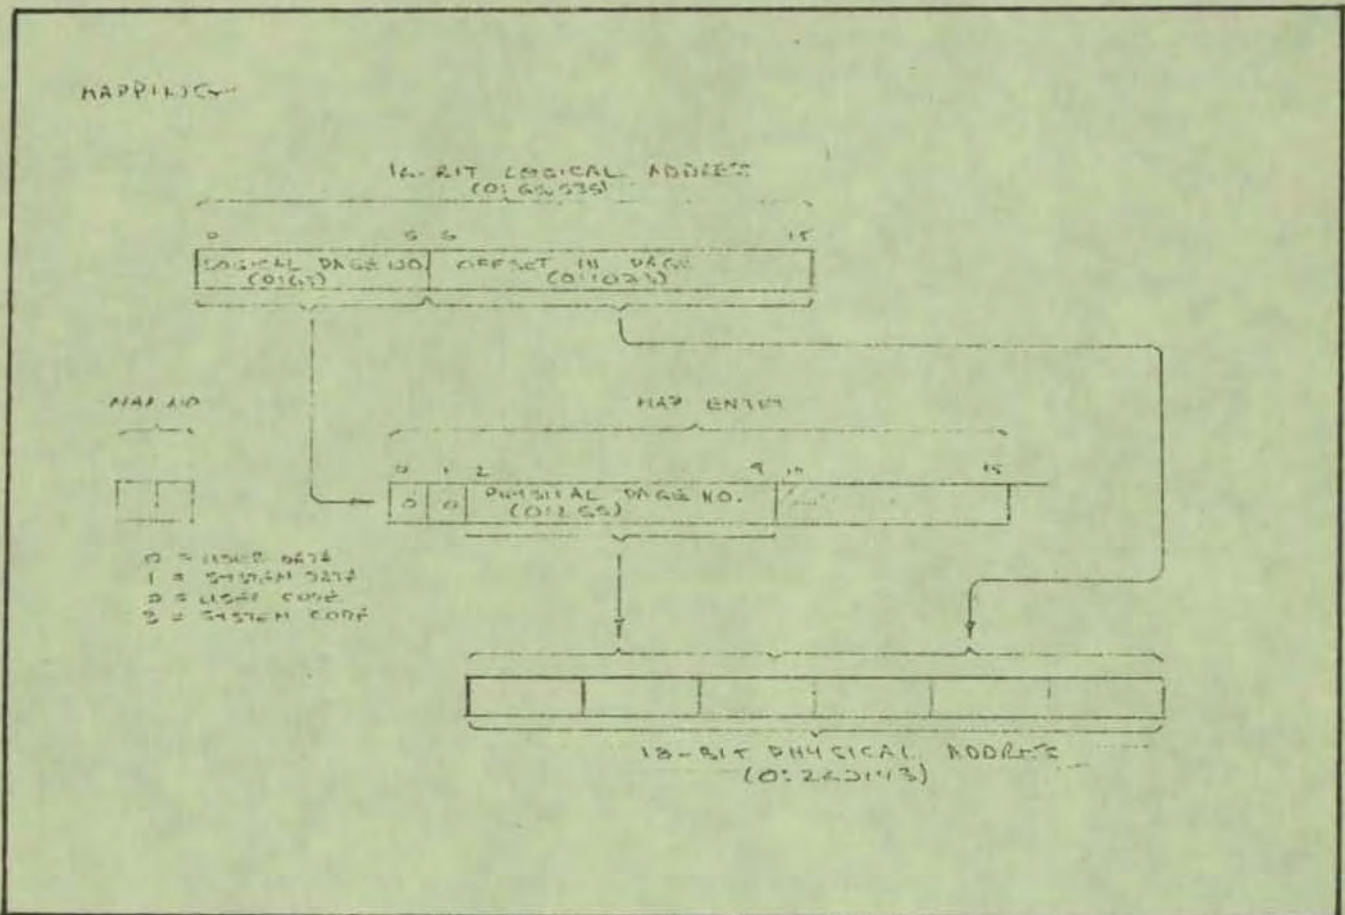 MAPPING
16-BIT LOGICAL ADDRESS
(0:65,535)
0 5 6 15
LOGICAL PAGE NO. OFFSET IN PAGE
(0:63) (0:1023)
MAP NO
MAP ENTRY
0 1 2 9 10 15
0 0 PHYSICAL PAGE NO.
(0:255)
0 = USER DATA
1 = SYSTEM DATA
2 = USER CODE
3 = SYSTEM CODE
18-BIT PHYSICAL ADDRESS
(0:262143)